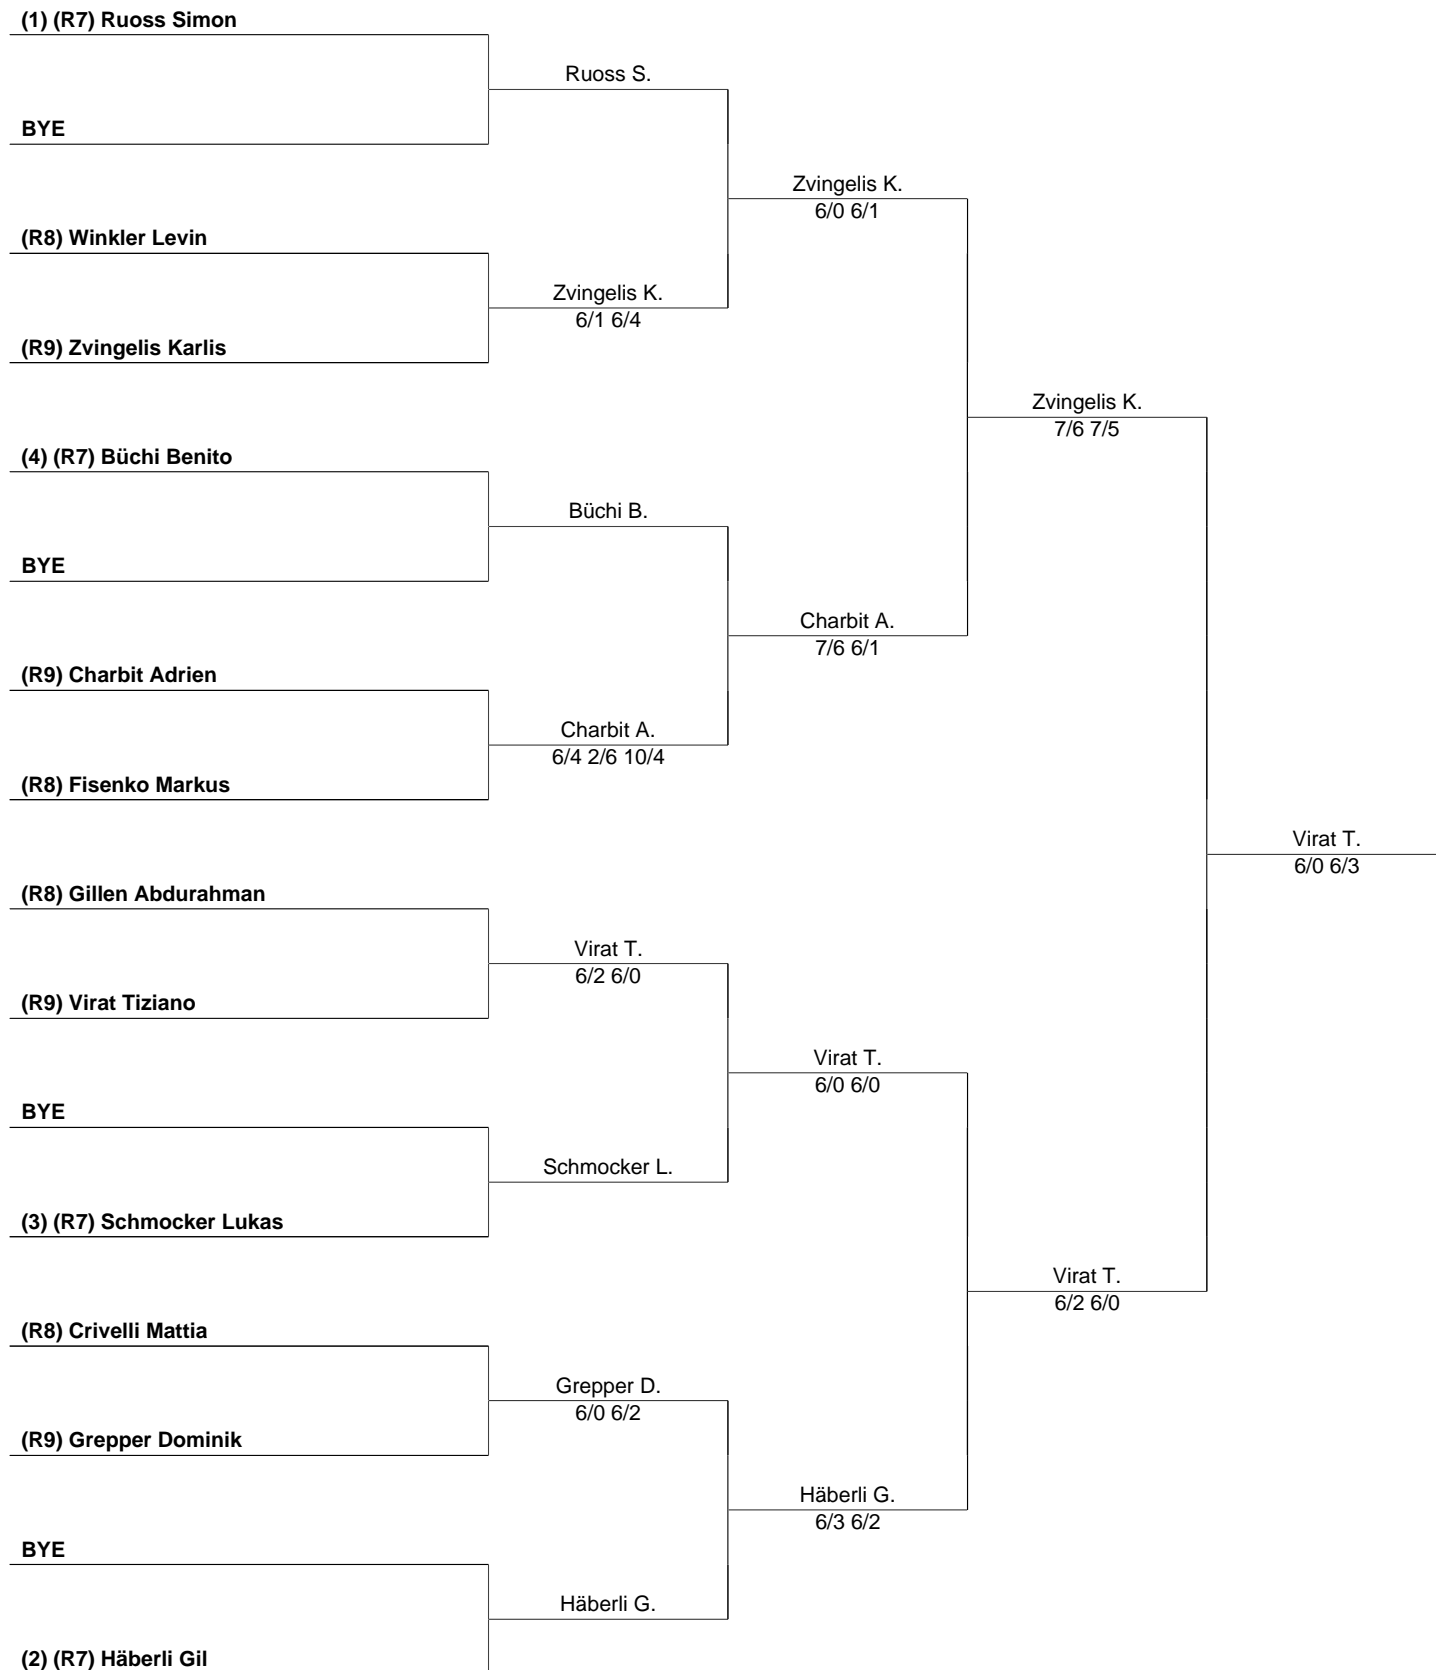 (1) (R7) Ruoss Simon
Ruoss S.
BYE
Zvingelis K.
6/0 6/1
(R8) Winkler Levin
Zvingelis K.
6/1 6/4
(R9) Zvingelis Karlis
Zvingelis K.
7/6 7/5
(4) (R7) Büchi Benito
Büchi B.
BYE
Charbit A.
7/6 6/1
(R9) Charbit Adrien
Charbit A.
6/4 2/6 10/4
(R8) Fisenko Markus
Virat T.
6/0 6/3
(R8) Gillen Abdurahman
Virat T.
6/2 6/0
(R9) Virat Tiziano
Virat T.
6/0 6/0
BYE
Schmocker L.
(3) (R7) Schmocker Lukas
Virat T.
6/2 6/0
(R8) Crivelli Mattia
Grepper D.
6/0 6/2
(R9) Grepper Dominik
Häberli G.
6/3 6/2
BYE
Häberli G.
(2) (R7) Häberli Gil